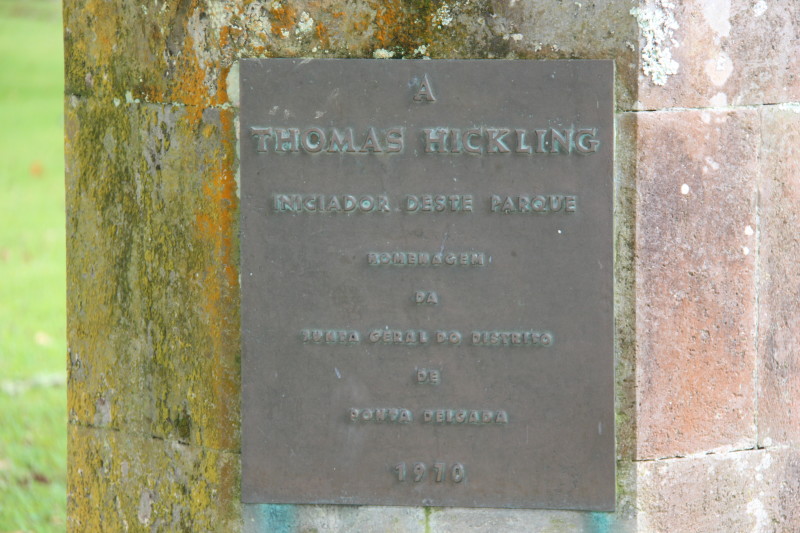 A
THOMAS HICKLING
INICIADOR DESTE PARQUE
HOMENAGEM
DA
JUNTA GERAL DO DISTRITO
DE
PONTA DELGADA
1970